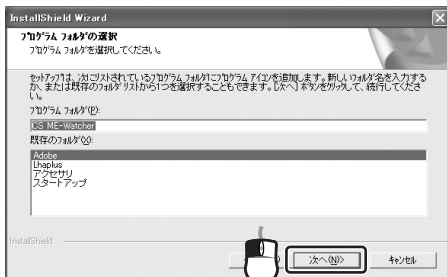 InstallShield Wizard
プログラム フォルダの選択
プログラム フォルダを選択してください。
セットアップは、次にリストされているプログラム フォルダにプログラム アイコンを追加します。新しいフォルダ名を入力する
か、または既存のフォルダ リストから1つを選択することもできます。[次へ] ボタンをクリックして、続行してくださ
い。
プログラム フォルダ(P):
CS ME-Watcher
既存のフォルダ(X):
Adobe
Lhaplus
アクセサリ
スタートアップ
InstallShield
次へ(N)>
キャンセル